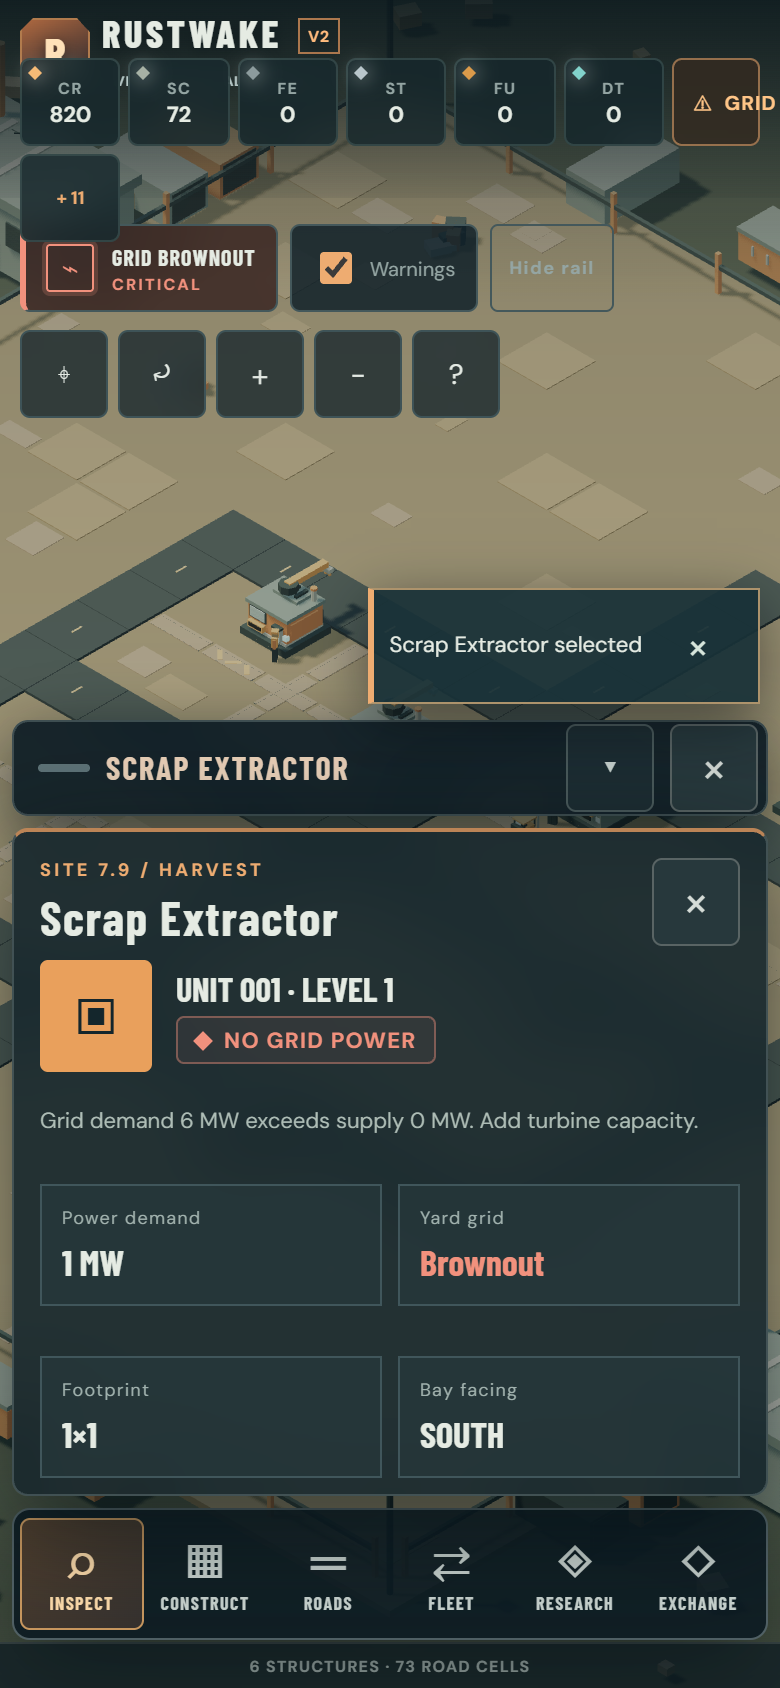 RUSTWAKE V2
R
CR
820
SC
72
FE
0
ST
0
FU
0
DT
0
⚠ GRID
+ 11
GRID BROWNOUT
CRITICAL
Warnings
Hide rail
+
-
?
Scrap Extractor selected ×
SCRAP EXTRACTOR ▼ ×
SITE 7.9 / HARVEST
Scrap Extractor ×
UNIT 001 · LEVEL 1
◆ NO GRID POWER
Grid demand 6 MW exceeds supply 0 MW. Add turbine capacity.
Power demand
1 MW
Yard grid
Brownout
Footprint
1×1
Bay facing
SOUTH
INSPECT
CONSTRUCT
ROADS
FLEET
RESEARCH
EXCHANGE
6 STRUCTURES · 73 ROAD CELLS